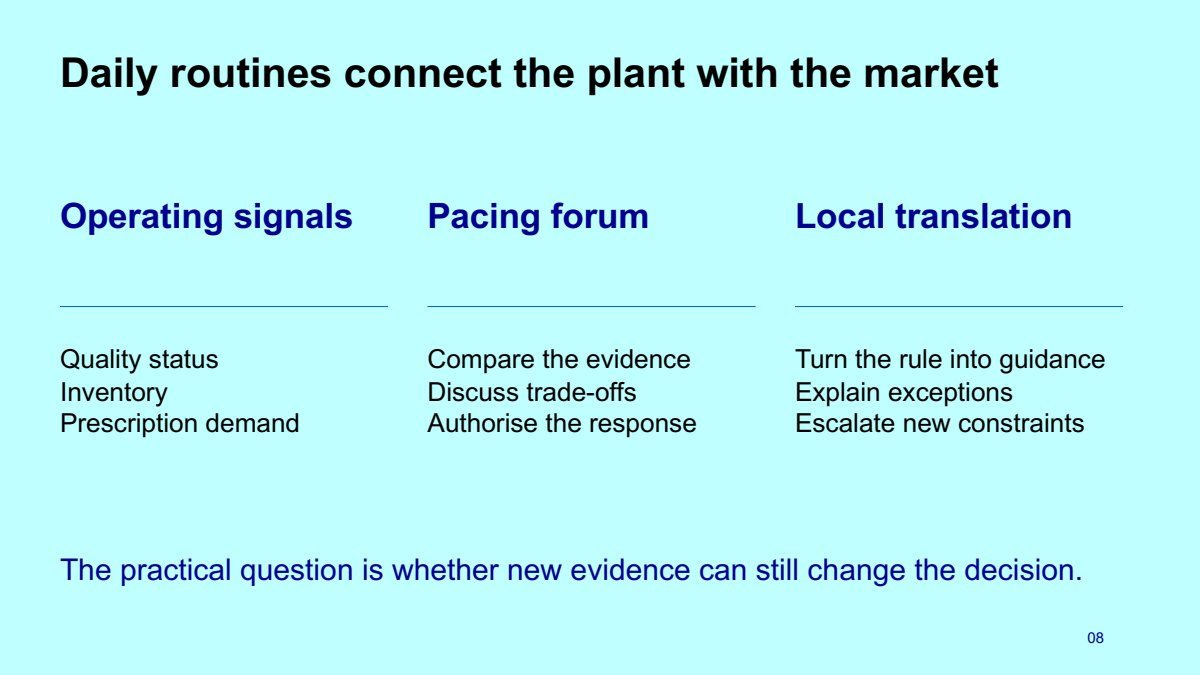 Daily routines connect the plant with the market
Operating signals
Quality status
Inventory
Prescription demand
Pacing forum
Compare the evidence
Discuss trade-offs
Authorise the response
Local translation
Turn the rule into guidance
Explain exceptions
Escalate new constraints
The practical question is whether new evidence can still change the decision.
08